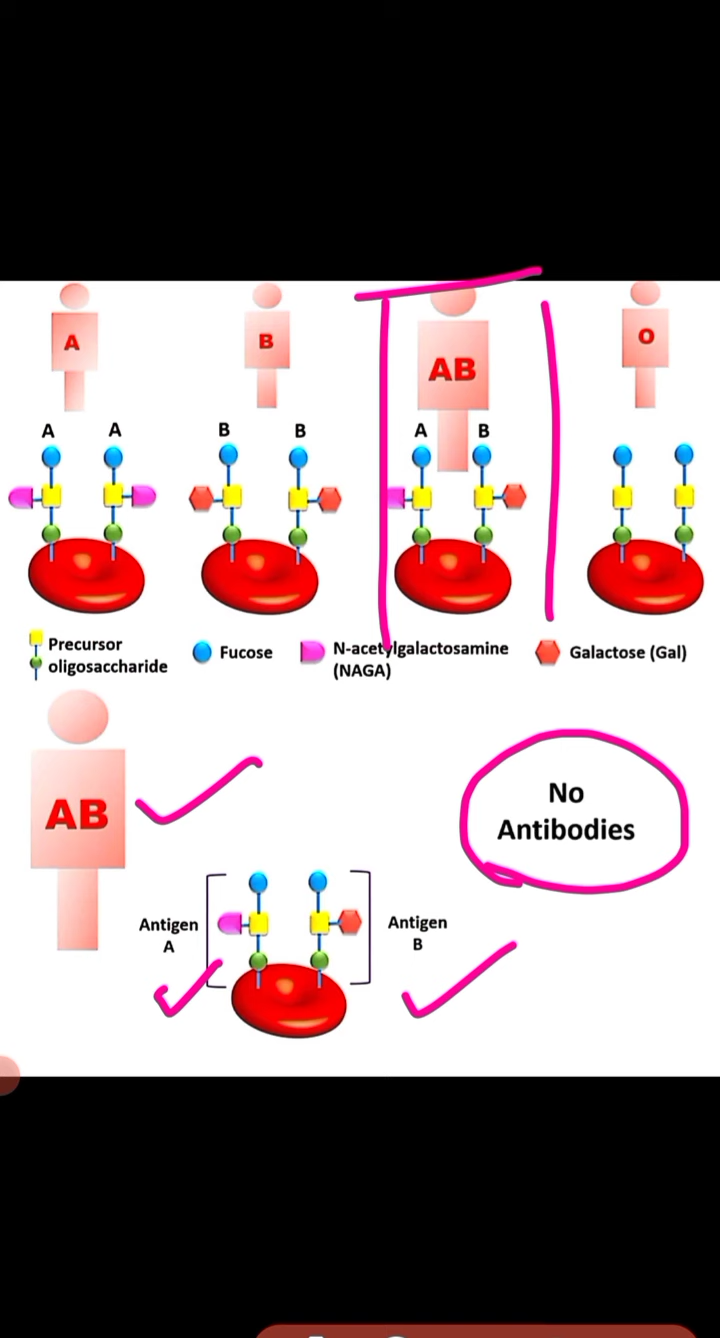 A
B
AB
O
A A
B B
A B
Precursor
oligosaccharide
Fucose
N-acetylgalactosamine
(NAGA)
Galactose (Gal)
AB
No
Antibodies
Antigen
A
Antigen
B